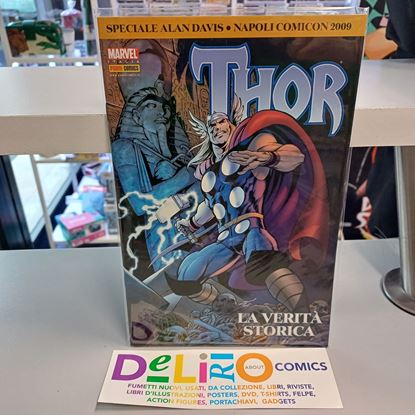 SPECIALE ALAN DAVIS • NAPOLI COMICON 2009
MARVEL
ITALIA
PANINI COMICS
THOR
LA VERITÀ
STORICA
DELIRIO ABOUT COMICS
FUMETTI NUOVI, USATI, DA COLLEZIONE, LIBRI, RIVISTE,
LIBRI D'ILLUSTRAZIONI, POSTERS, DVD, T-SHIRTS, FELPE,
ACTION FIGURES, PORTACHIAVI, GADGETS